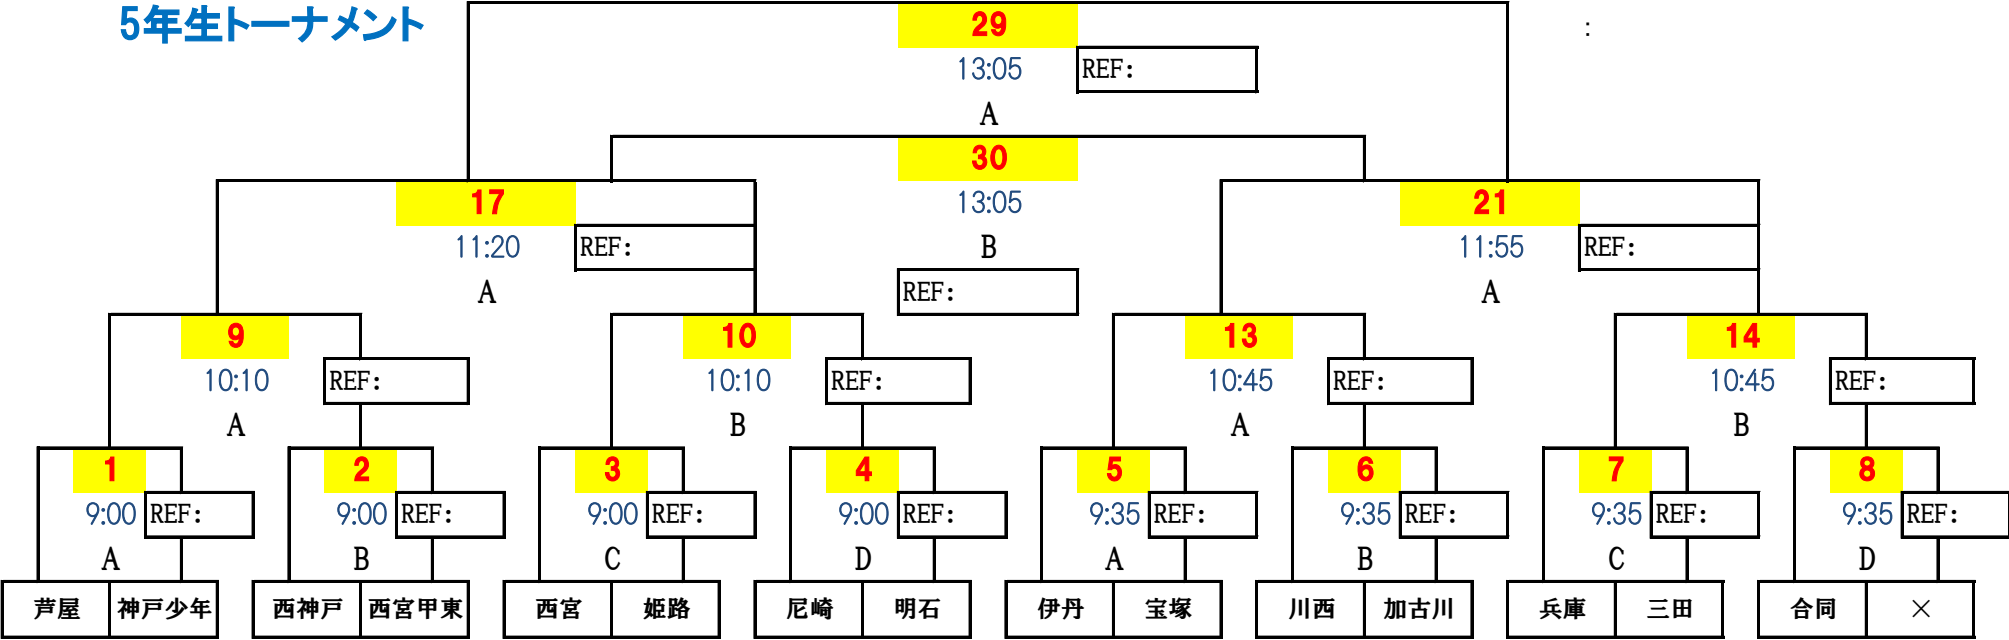 5年生トーナメント
29
:
13:05
REF:
A
30
17
13:05
21
11:20
REF:
B
11:55
REF:
A
REF:
A
9
10
13
14
10:10
REF:
10:10
REF:
10:45
REF:
10:45
REF:
A
B
A
B
1
2
3
4
5
6
7
8
9:00
REF:
9:00
REF:
9:00
REF:
9:00
REF:
9:35
REF:
9:35
REF:
9:35
REF:
9:35
REF:
A
B
C
D
A
B
C
D
芦屋
神戸少年
西神戸
西宮甲東
西宮
姫路
尼崎
明石
伊丹
宝塚
川西
加古川
兵庫
三田
合同
×